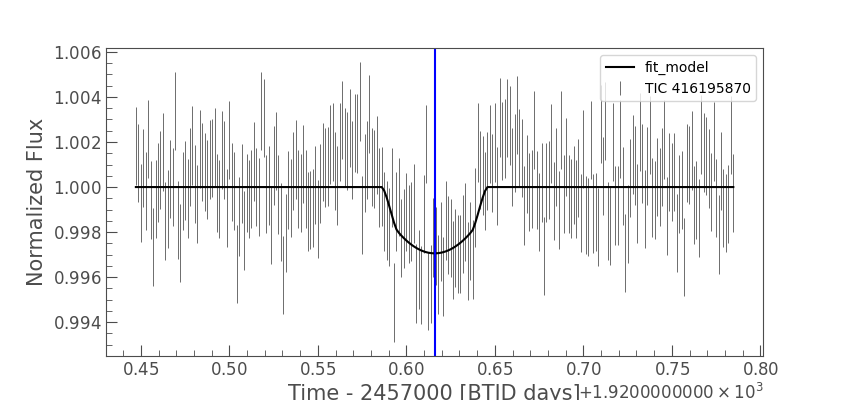 1.006
1.004
1.002
1.000
0.998
0.996
0.994
Normalized Flux
fit_model
TIC 416195870
0.45 0.50 0.55 0.60 0.65 0.70 0.75 0.80
Time - 2457000 [BTJD days]
+1.9200000000 × 10³